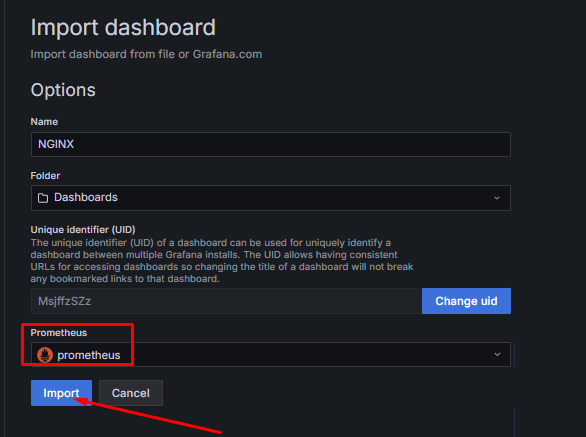 Import dashboard
Import dashboard from file or Grafana.com
Options
Name
NGINX
Folder
Dashboards
Unique identifier (UID)
The unique identifier (UID) of a dashboard can be used for uniquely identify a
dashboard between multiple Grafana installs. The UID allows having consistent
URLs for accessing dashboards so changing the title of a dashboard will not break
any bookmarked links to that dashboard.
MsjffzSZz Change uid
Prometheus
prometheus
Import Cancel